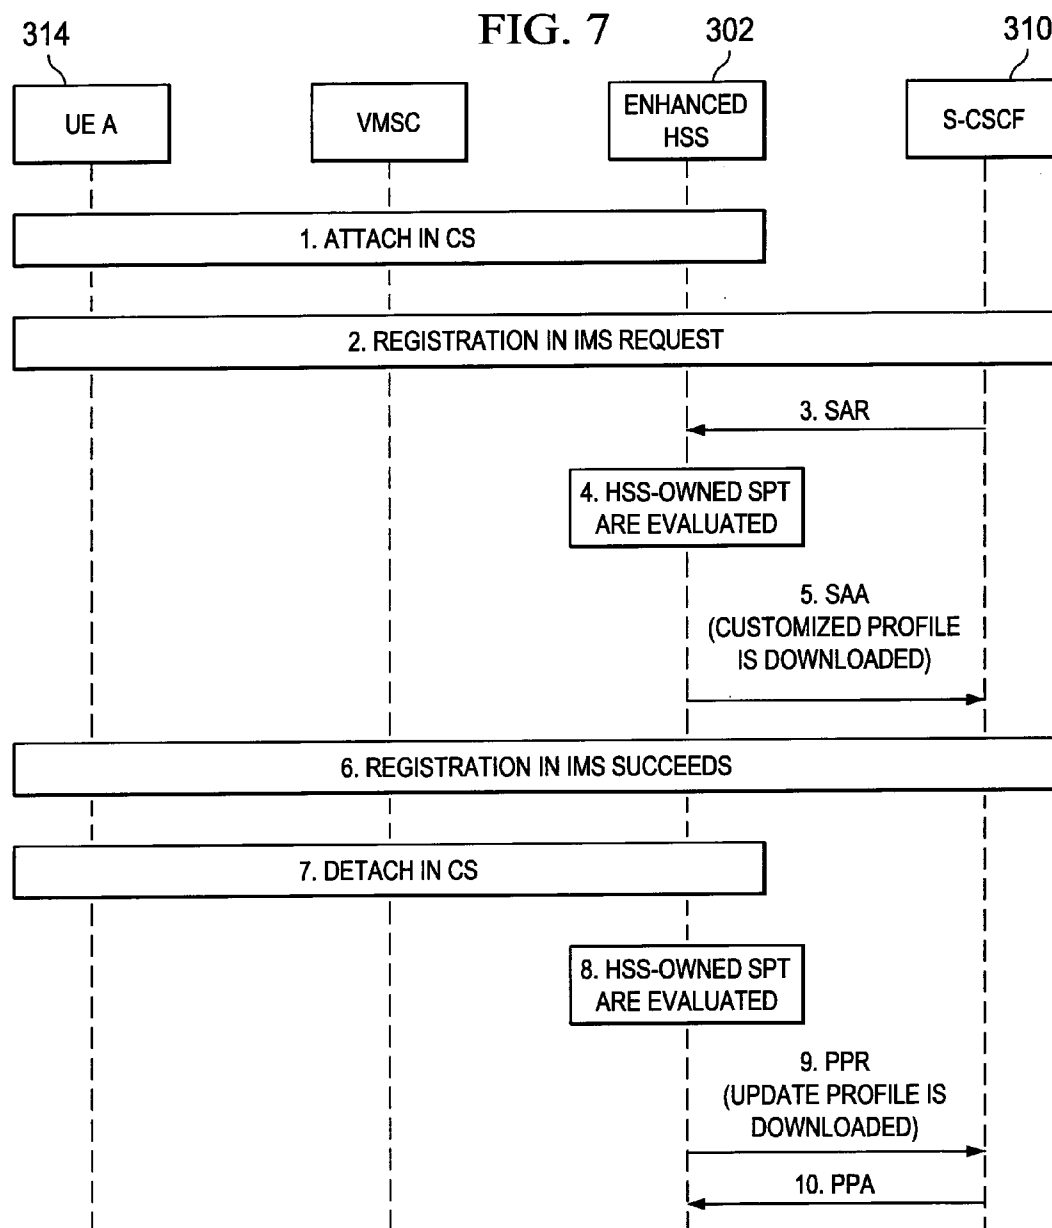 FIG. 7
314
302
310
UE A
VMSC
ENHANCED
HSS
S-CSCF
1. ATTACH IN CS
2. REGISTRATION IN IMS REQUEST
3. SAR
4. HSS-OWNED SPT
ARE EVALUATED
5. SAA
(CUSTOMIZED PROFILE
IS DOWNLOADED)
6. REGISTRATION IN IMS SUCCEEDS
7. DETACH IN CS
8. HSS-OWNED SPT
ARE EVALUATED
9. PPR
(UPDATE PROFILE IS
DOWNLOADED)
10. PPA